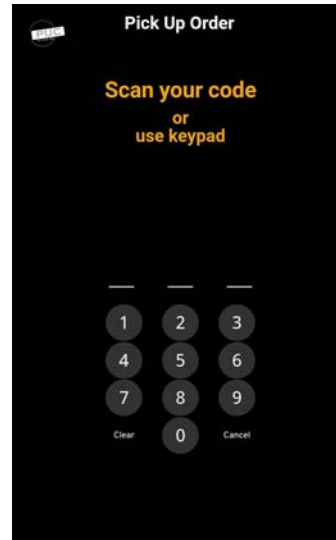 PUC
Pick Up Order
Scan your code
or
use keypad
1 2 3
4 5 6
7 8 9
Clear 0 Cancel